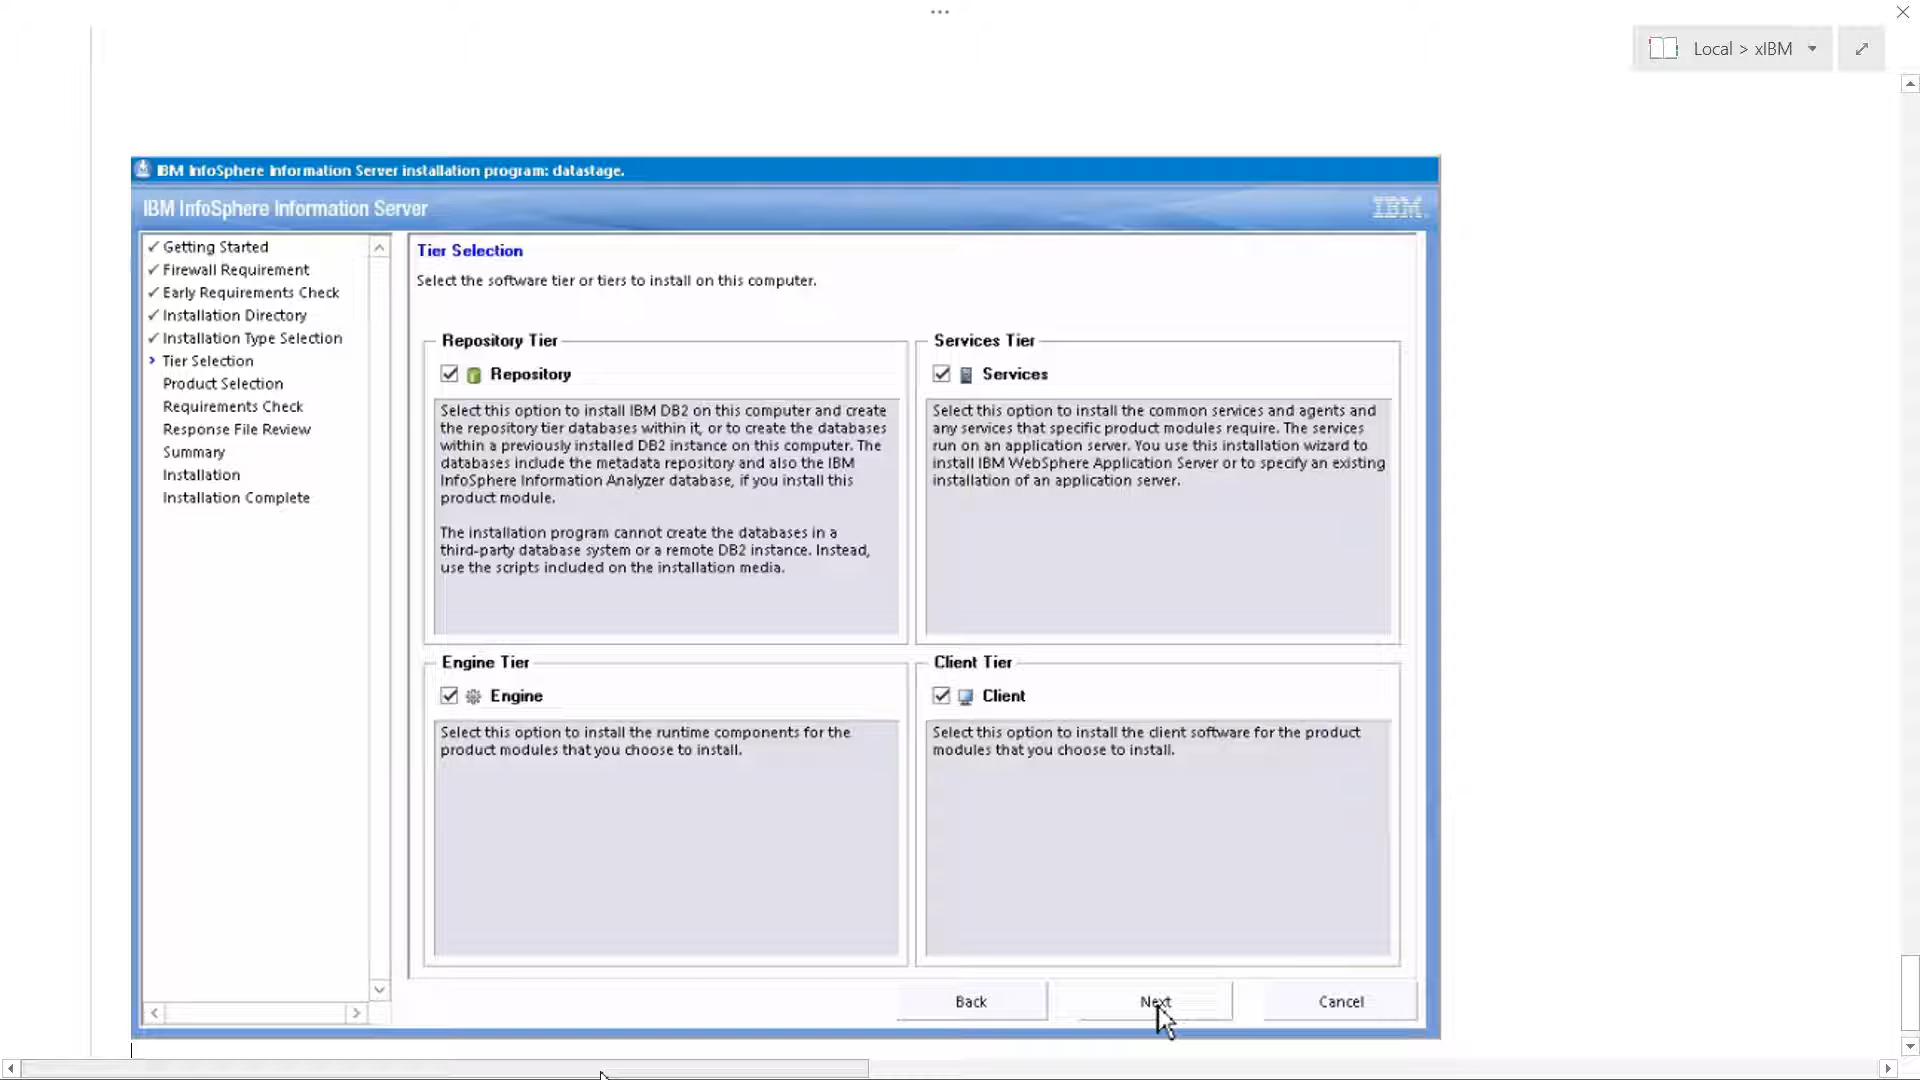 ...
Local > xIBM
IBM InfoSphere Information Server installation program: datastage.
IBM InfoSphere Information Server
IBM.
✓ Getting Started
✓ Firewall Requirement
✓ Early Requirements Check
✓ Installation Directory
✓ Installation Type Selection
> Tier Selection
Product Selection
Requirements Check
Response File Review
Summary
Installation
Installation Complete
Tier Selection
Select the software tier or tiers to install on this computer.
Repository Tier
Repository
Select this option to install IBM DB2 on this computer and create
the repository tier databases within it, or to create the databases
within a previously installed DB2 instance on this computer. The
databases include the metadata repository and also the IBM
InfoSphere Information Analyzer database, if you install this
product module.
The installation program cannot create the databases in a
third-party database system or a remote DB2 instance. Instead,
use the scripts included on the installation media.
Services Tier
Services
Select this option to install the common services and agents and
any services that specific product modules require. The services
run on an application server. You use this installation wizard to
install IBM WebSphere Application Server or to specify an existing
installation of an application server.
Engine Tier
Engine
Select this option to install the runtime components for the
product modules that you choose to install.
Client Tier
Client
Select this option to install the client software for the product
modules that you choose to install.
Back
Next
Cancel